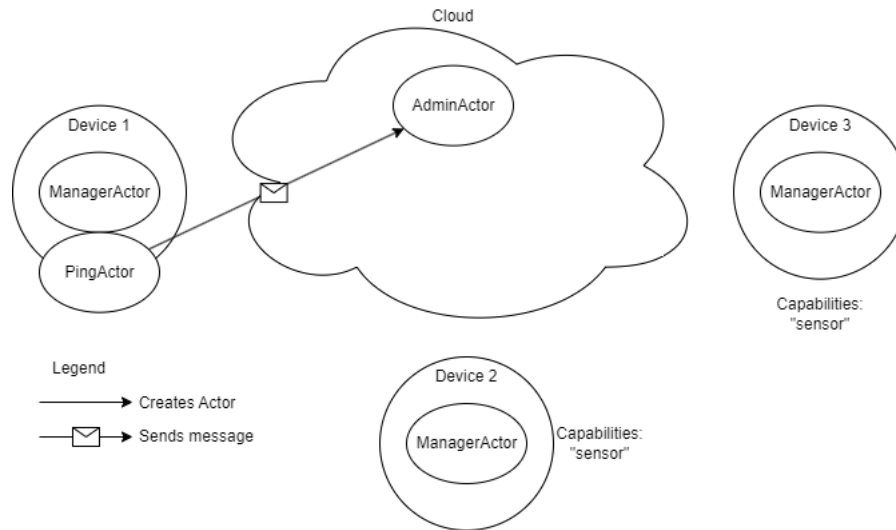 Cloud
AdminActor
Device 1
ManagerActor
PingActor
Device 3
ManagerActor
Capabilities:
"sensor"
Device 2
ManagerActor
Capabilities:
"sensor"
Legend
Creates Actor
Sends message